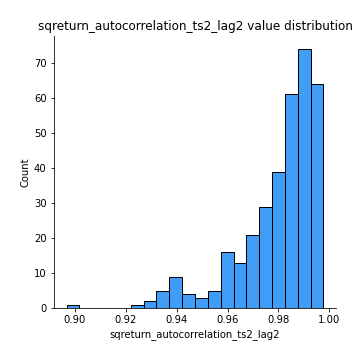 sqreturn_autocorrelation_ts2_lag2 value distribution
70
60
50
40
30
20
10
0
Count
0.90 0.92 0.94 0.96 0.98 1.00
sqreturn_autocorrelation_ts2_lag2